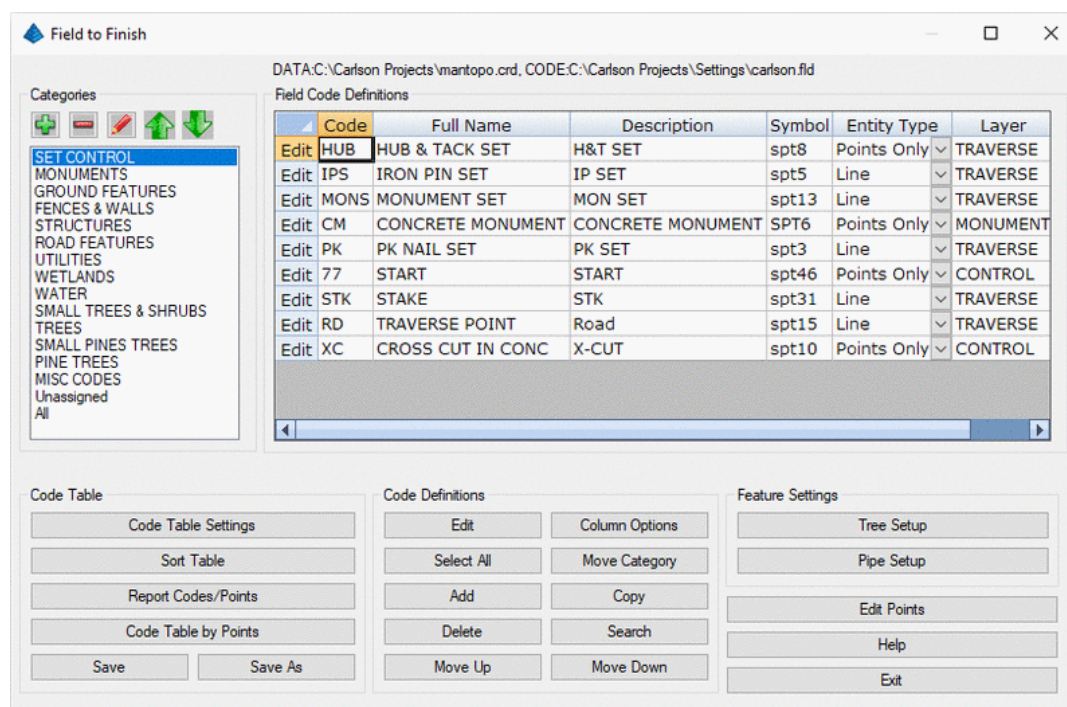 Field to Finish
DATA:C:\Carlson Projects\mantopo.crd, CODE:C:\Carlson Projects\Settings\carlson.fld
Categories
SET CONTROL
MONUMENTS
GROUND FEATURES
FENCES & WALLS
STRUCTURES
ROAD FEATURES
UTILITIES
WETLANDS
WATER
SMALL TREES & SHRUBS
TREES
SMALL PINES TREES
PINE TREES
MISC CODES
Unassigned
All
Field Code Definitions
Code Full Name Description Symbol Entity Type Layer
Edit HUB HUB & TACK SET H&T SET spt8 Points Only TRAVERSE
Edit IPS IRON PIN SET IP SET spt5 Line TRAVERSE
Edit MONS MONUMENT SET MON SET spt13 Line TRAVERSE
Edit CM CONCRETE MONUMENT CONCRETE MONUMENT SPT6 Points Only MONUMENT
Edit PK PK NAIL SET PK SET spt3 Line TRAVERSE
Edit 77 START START spt46 Points Only CONTROL
Edit STK STAKE STK spt31 Line TRAVERSE
Edit RD TRAVERSE POINT Road spt15 Line TRAVERSE
Edit XC CROSS CUT IN CONC X-CUT spt10 Points Only CONTROL
Code Table
Code Table Settings
Sort Table
Report Codes/Points
Code Table by Points
Save Save As
Code Definitions
Edit Column Options
Select All Move Category
Add Copy
Delete Search
Move Up Move Down
Feature Settings
Tree Setup
Pipe Setup
Edit Points
Help
Exit